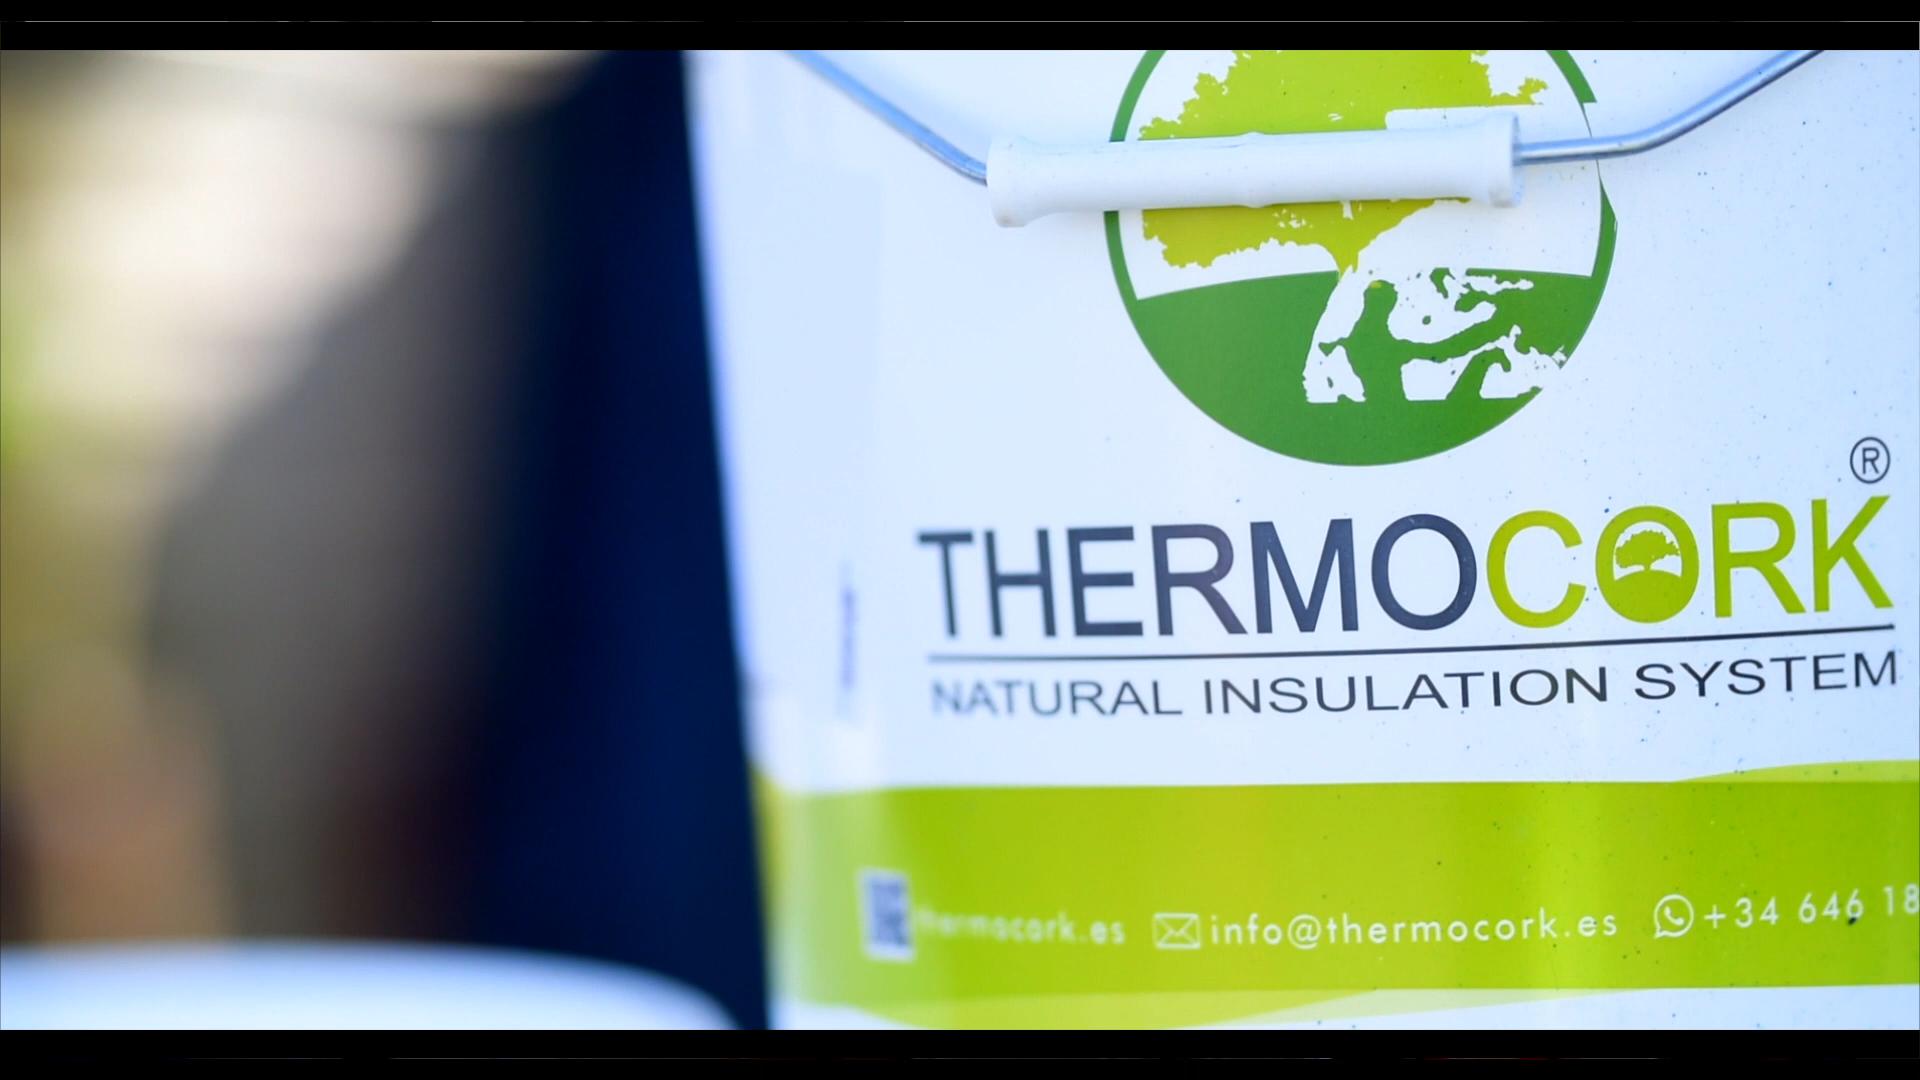 ®
THERMOCORK
NATURAL INSULATION SYSTEM
thermocork.es info@thermocork.es +34 646 18